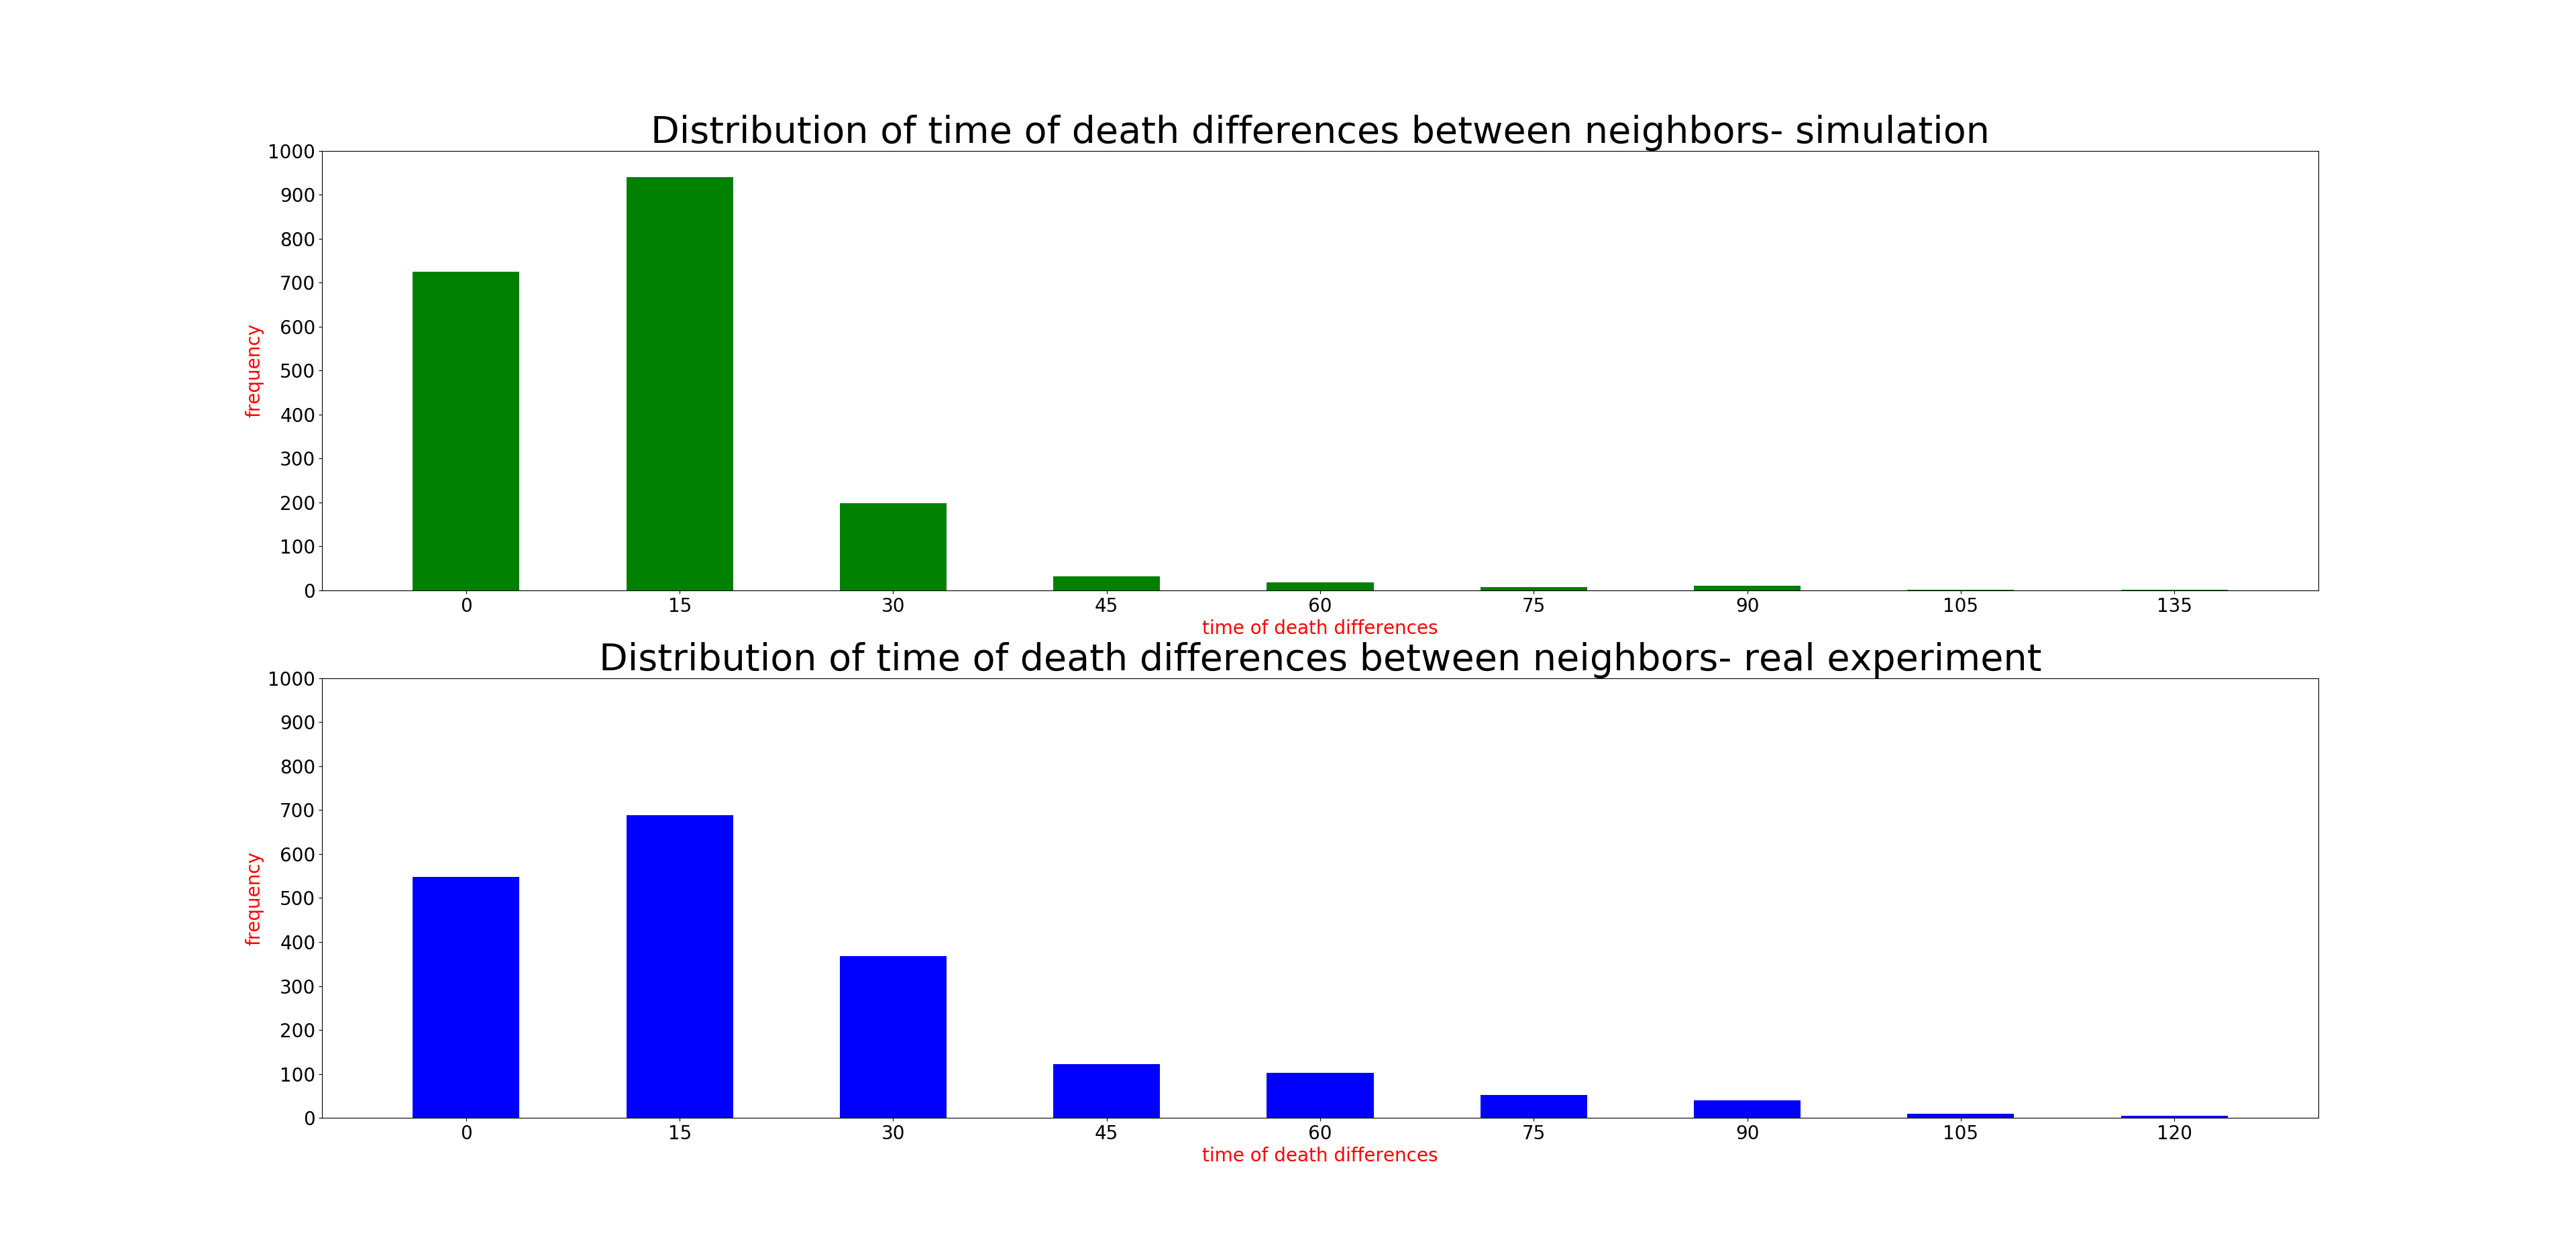 Distribution of time of death differences between neighbors- simulation
1000
900
800
700
600
500
400
300
200
100
0
frequency
0 15 30 45 60 75 90 105 135
time of death differences
Distribution of time of death differences between neighbors- real experiment
1000
900
800
700
600
500
400
300
200
100
0
frequency
0 15 30 45 60 75 90 105 120
time of death differences